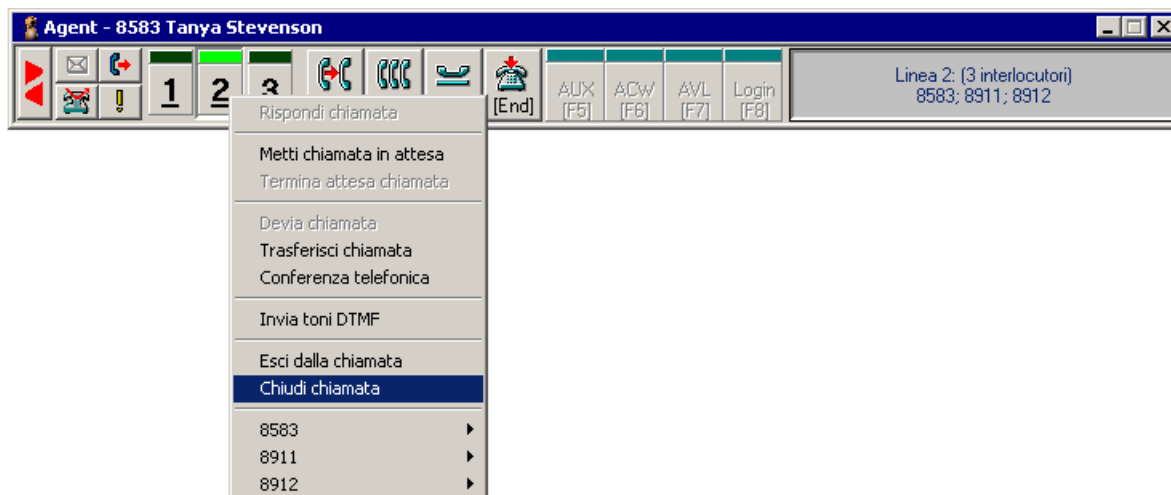 Agent - 8583 Tanya Stevenson
1 2 3 [End] AUX [F5] ACW [F6] AVL [F7] Login [F8]
Linea 2: (3 interlocutori)
8583; 8911; 8912
Rispondi chiamata
Metti chiamata in attesa
Termina attesa chiamata
Devia chiamata
Trasferisci chiamata
Conferenza telefonica
Invia toni DTMF
Esci dalla chiamata
Chiudi chiamata
8583
8911
8912